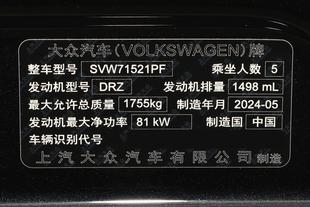 大众汽车(VOLKSWAGEN)牌
整车型号 SVW71521PF 乘坐人数 5
发动机型号 DRZ 发动机排量 1498 mL
最大允许总质量 1755kg 制造年月 2024-05
发动机最大净功率 81 kW 制造国 中国
车辆识别代号
上汽大众汽车有限公司 制造